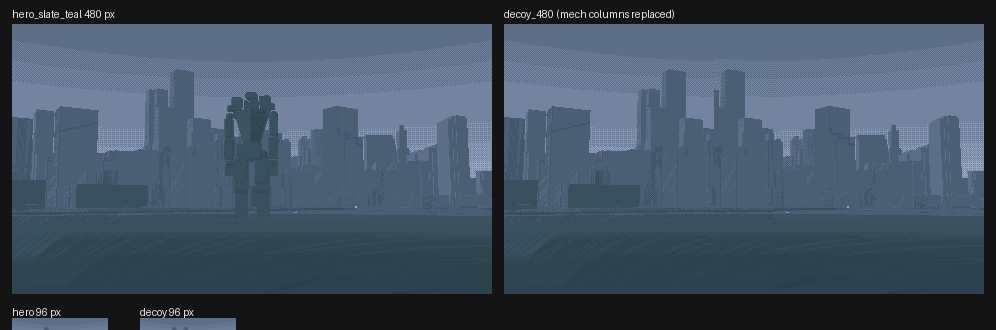 hero_slate_teal 480 px
decoy_480 (mech columns replaced)
hero 96 px
decoy 96 px